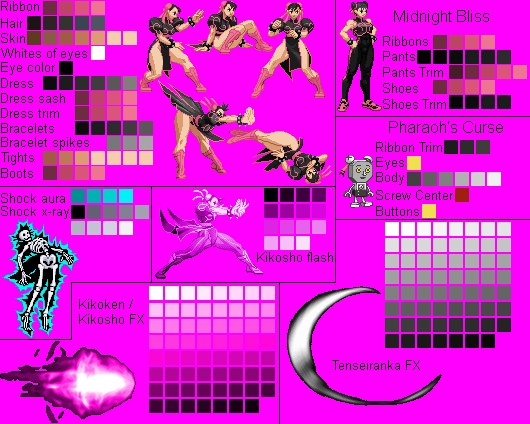 Ribbon
Hair
Skin
Whites of eyes
Eye color
Dress
Dress sash
Dress trim
Bracelets
Bracelet spikes
Tights
Boots
Midnight Bliss
Ribbons
Pants
Pants Trim
Shoes
Shoes Trim
Pharaoh's Curse
Ribbon Trim
Eyes
Body
Screw Center
Buttons
Shock aura
Shock x-ray
Kikosho flash
Kikoken /
Kikosho FX
Tenseiranka FX